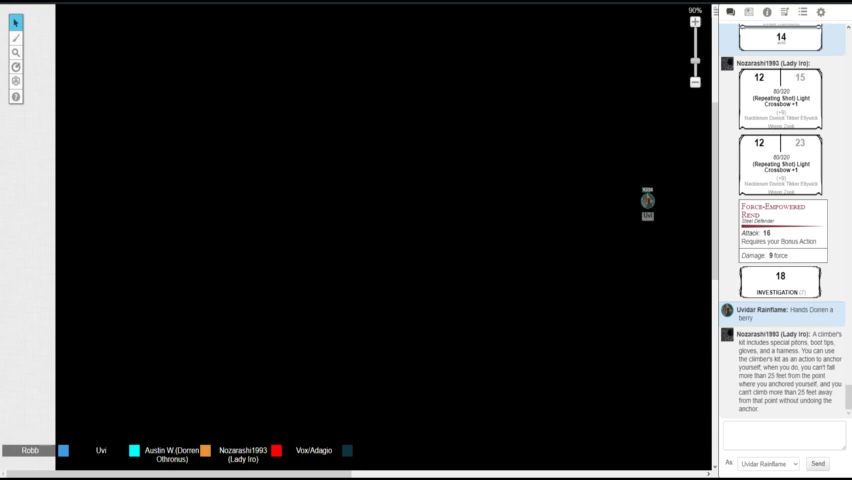 90%
14
Nozarashi1993 (Lady Iro):
12 15
80/320
(Repeating Shot) Light
Crossbow +1
(+9)
12 23
80/320
(Repeating Shot) Light
Crossbow +1
(+9)
FORCE-EMPOWERED
REND
Steel Defender
Attack: 16
Requires your Bonus Action
Damage: 9 force
18
INVESTIGATION (7)
Uvidar Rainflame: Hands Dorren a
berry
Nozarashi1993 (Lady Iro): A climber's
kit includes special pitons, boot tips,
gloves, and a harness. You can use
the climber's kit as an action to anchor
yourself, when you do, you can't fall
more than 25 feet from the point
where you anchored yourself, and you
can't climb more than 25 feet away
from that point without undoing the
anchor.
Uvi
Robb
Uvi
Austin W.(Dorren
Othronus)
Nozarashi1993
(Lady Iro)
Vox/Adagio
As: Uvidar Rainflame
Send